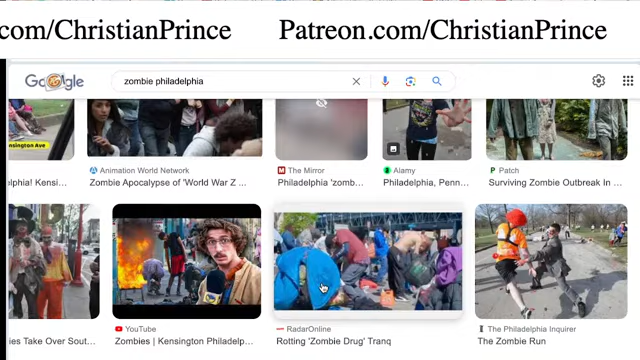 .com/ChristianPrince Patreon.com/ChristianPrince
Google zombie philadelphia
Kensington Ave
Animation World Network The Mirror Alamy Patch
elphia! Kensi... Zombie Apocalypse of 'World War Z ... Philadelphia 'zomb... Philadelphia, Penn... Surviving Zombie Outbreak In ...
YouTube RadarOnline The Philadelphia Inquirer
ies Take Over Sout... Zombies | Kensington Philadelp... Rotting 'Zombie Drug' Tranq The Zombie Run